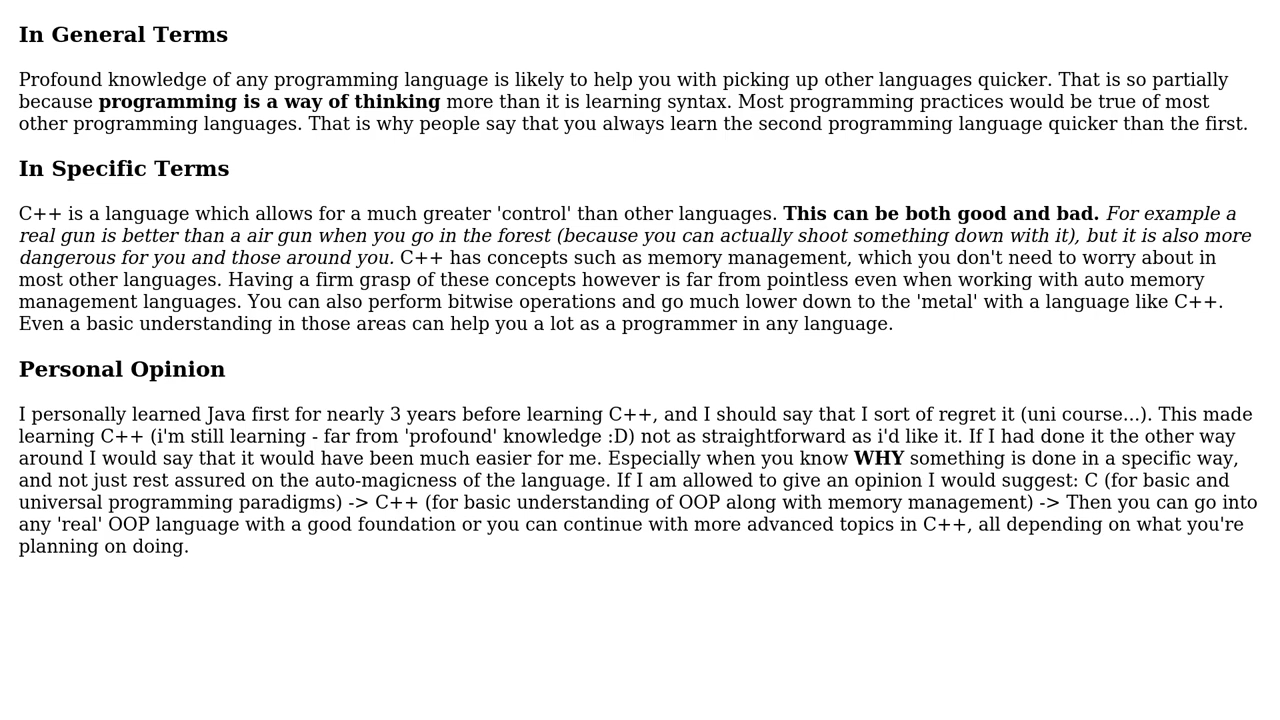 In General Terms
Profound knowledge of any programming language is likely to help you with picking up other languages quicker. That is so partially
because programming is a way of thinking more than it is learning syntax. Most programming practices would be true of most
other programming languages. That is why people say that you always learn the second programming language quicker than the first.
In Specific Terms
C++ is a language which allows for a much greater 'control' than other languages. This can be both good and bad. For example a
real gun is better than a air gun when you go in the forest (because you can actually shoot something down with it), but it is also more
dangerous for you and those around you. C++ has concepts such as memory management, which you don't need to worry about in
most other languages. Having a firm grasp of these concepts however is far from pointless even when working with auto memory
management languages. You can also perform bitwise operations and go much lower down to the 'metal' with a language like C++.
Even a basic understanding in those areas can help you a lot as a programmer in any language.
Personal Opinion
I personally learned Java first for nearly 3 years before learning C++, and I should say that I sort of regret it (uni course...). This made
learning C++ (i'm still learning - far from 'profound' knowledge :D) not as straightforward as i'd like it. If I had done it the other way
around I would say that it would have been much easier for me. Especially when you know WHY something is done in a specific way,
and not just rest assured on the auto-magicness of the language. If I am allowed to give an opinion I would suggest: C (for basic and
universal programming paradigms) -> C++ (for basic understanding of OOP along with memory management) -> Then you can go into
any 'real' OOP language with a good foundation or you can continue with more advanced topics in C++, all depending on what you're
planning on doing.